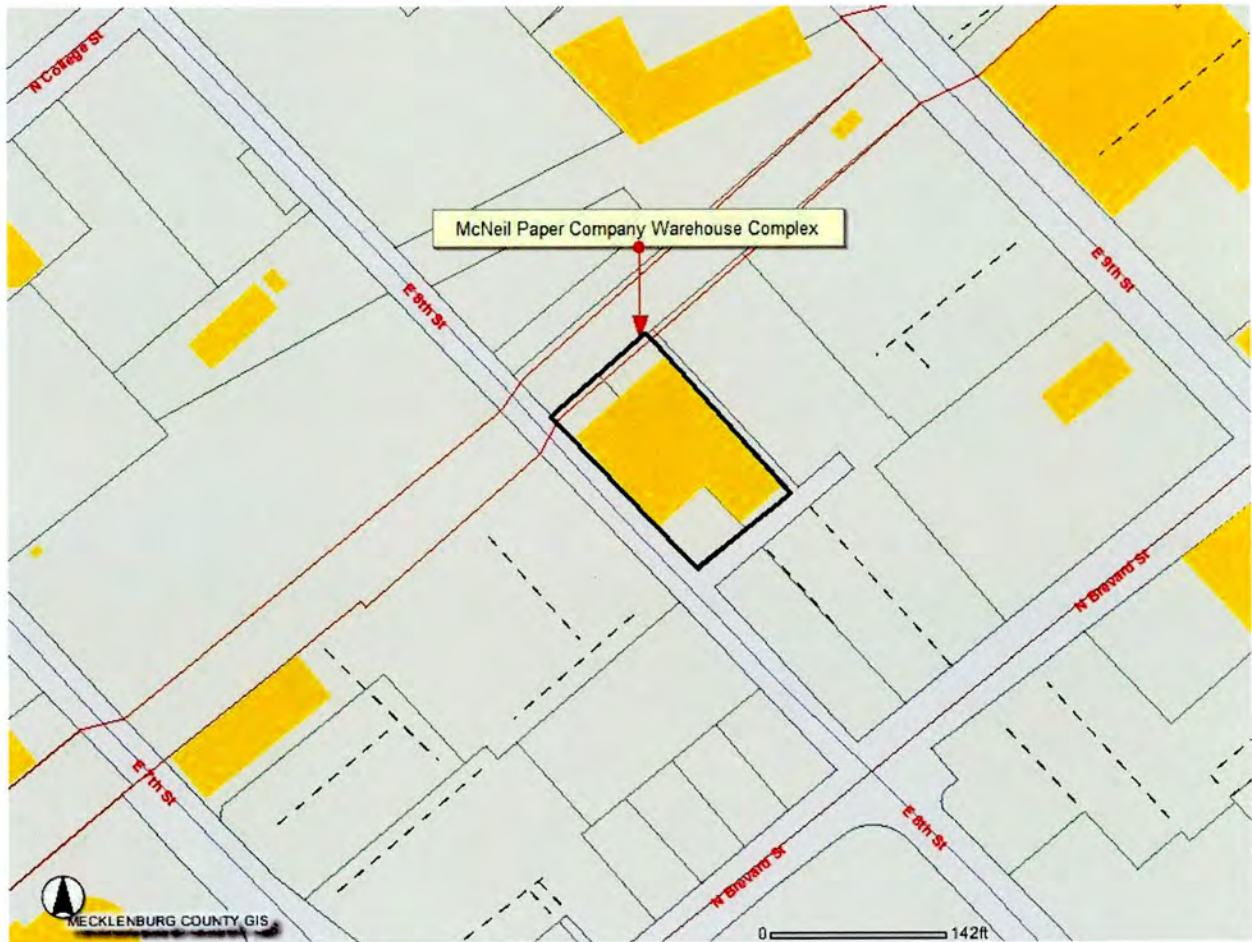 N College St
McNeil Paper Company Warehouse Complex
E 8th St
E 9th St
N Brevard St
E 7th St
E 8th St
N Brevard St
MECKLENBURG COUNTY GIS
0 142ft